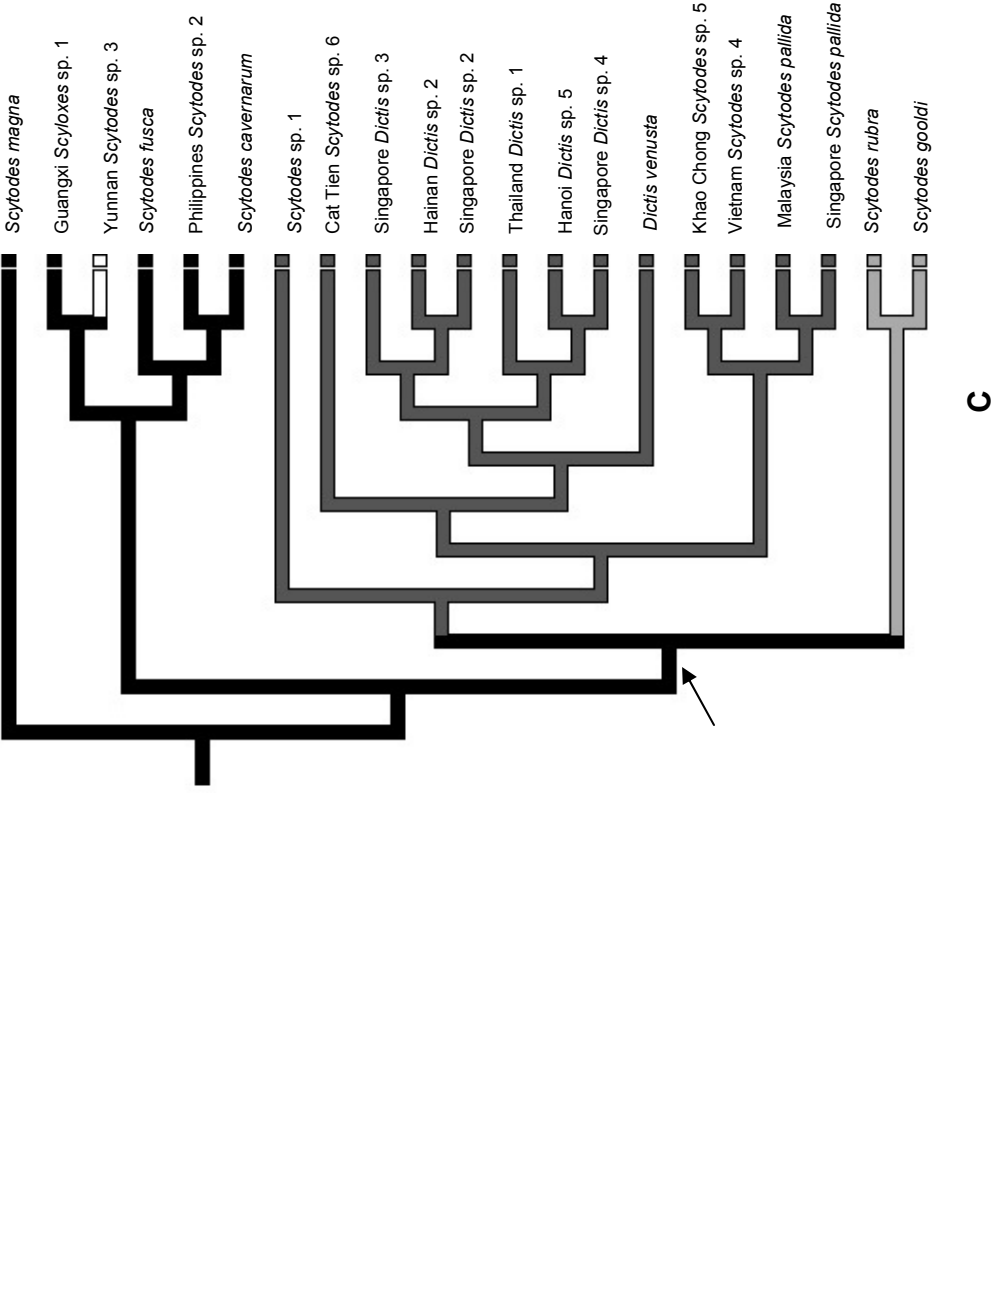 Scytodes magna
Guangxi Scyloxes sp. 1
Yunnan Scytodes sp. 3
Scytodes fusca
Philippines Scytodes sp. 2
Scytodes cavernarum
Scytodes sp. 1
Cat Tien Scytodes sp. 6
Singapore Dictis sp. 3
Hainan Dictis sp. 2
Singapore Dictis sp. 2
Thailand Dictis sp. 1
Hanoi Dictis sp. 5
Singapore Dictis sp. 4
Dictis venusta
Khao Chong Scytodes sp. 5
Vietnam Scytodes sp. 4
Malaysia Scytodes pallida
Singapore Scytodes pallida
Scytodes rubra
Scytodes gooldi
C